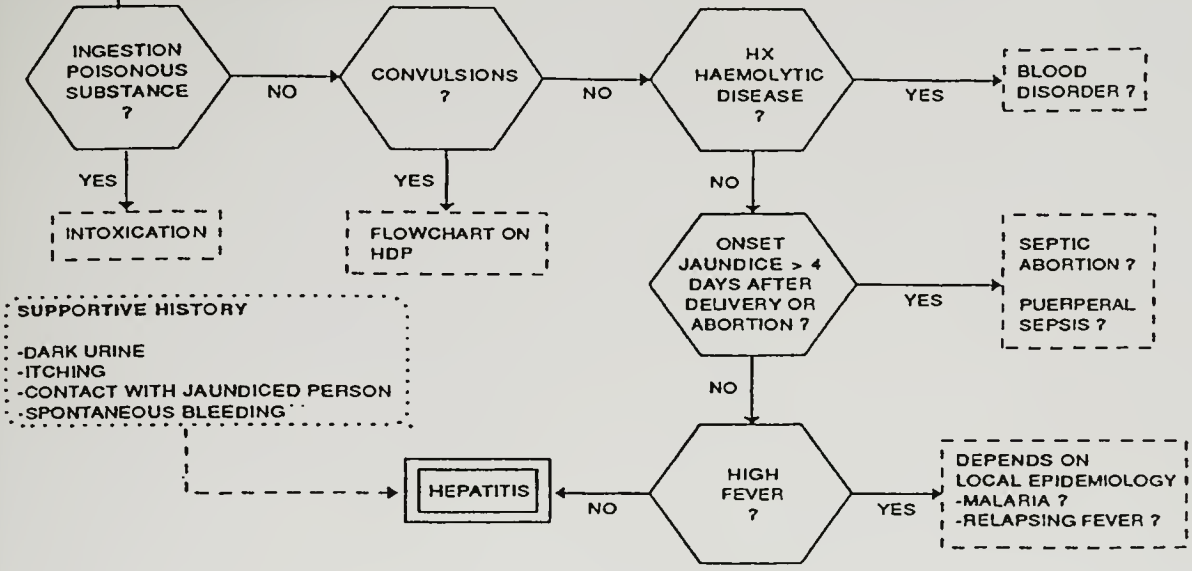 INGESTION
POISONOUS
SUBSTANCE
?
NO
YES
INTOXICATION
CONVULSIONS
?
NO
YES
FLOWCHART ON
HDP
HX
HAEMOLYTIC
DISEASE
?
YES
BLOOD
DISORDER ?
NO
ONSET
JAUNDICE > 4
DAYS AFTER
DELIVERY OR
ABORTION ?
YES
SEPTIC
ABORTION ?
PUERPERAL
SEPSIS ?
NO
HIGH
FEVER
?
YES
DEPENDS ON
LOCAL EPIDEMIOLOGY
-MALARIA ?
-RELAPSING FEVER ?
NO
HEPATITIS
SUPPORTIVE HISTORY
-DARK URINE
-ITCHING
-CONTACT WITH JAUNDICED PERSON
-SPONTANEOUS BLEEDING